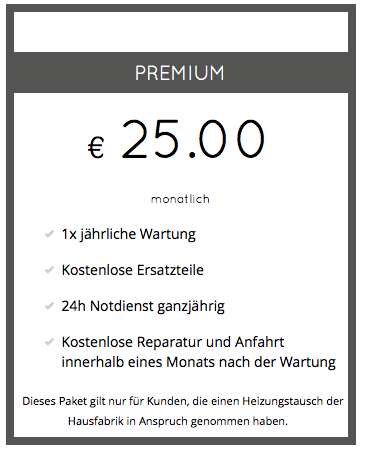 PREMIUM
€ 25.00
monatlich
1x jährliche Wartung
Kostenlose Ersatzteile
24h Notdienst ganzjährig
Kostenlose Reparatur und Anfahrt
innerhalb eines Monats nach der Wartung
Dieses Paket gilt nur für Kunden, die einen Heizungstausch der
Hausfabrik in Anspruch genommen haben.